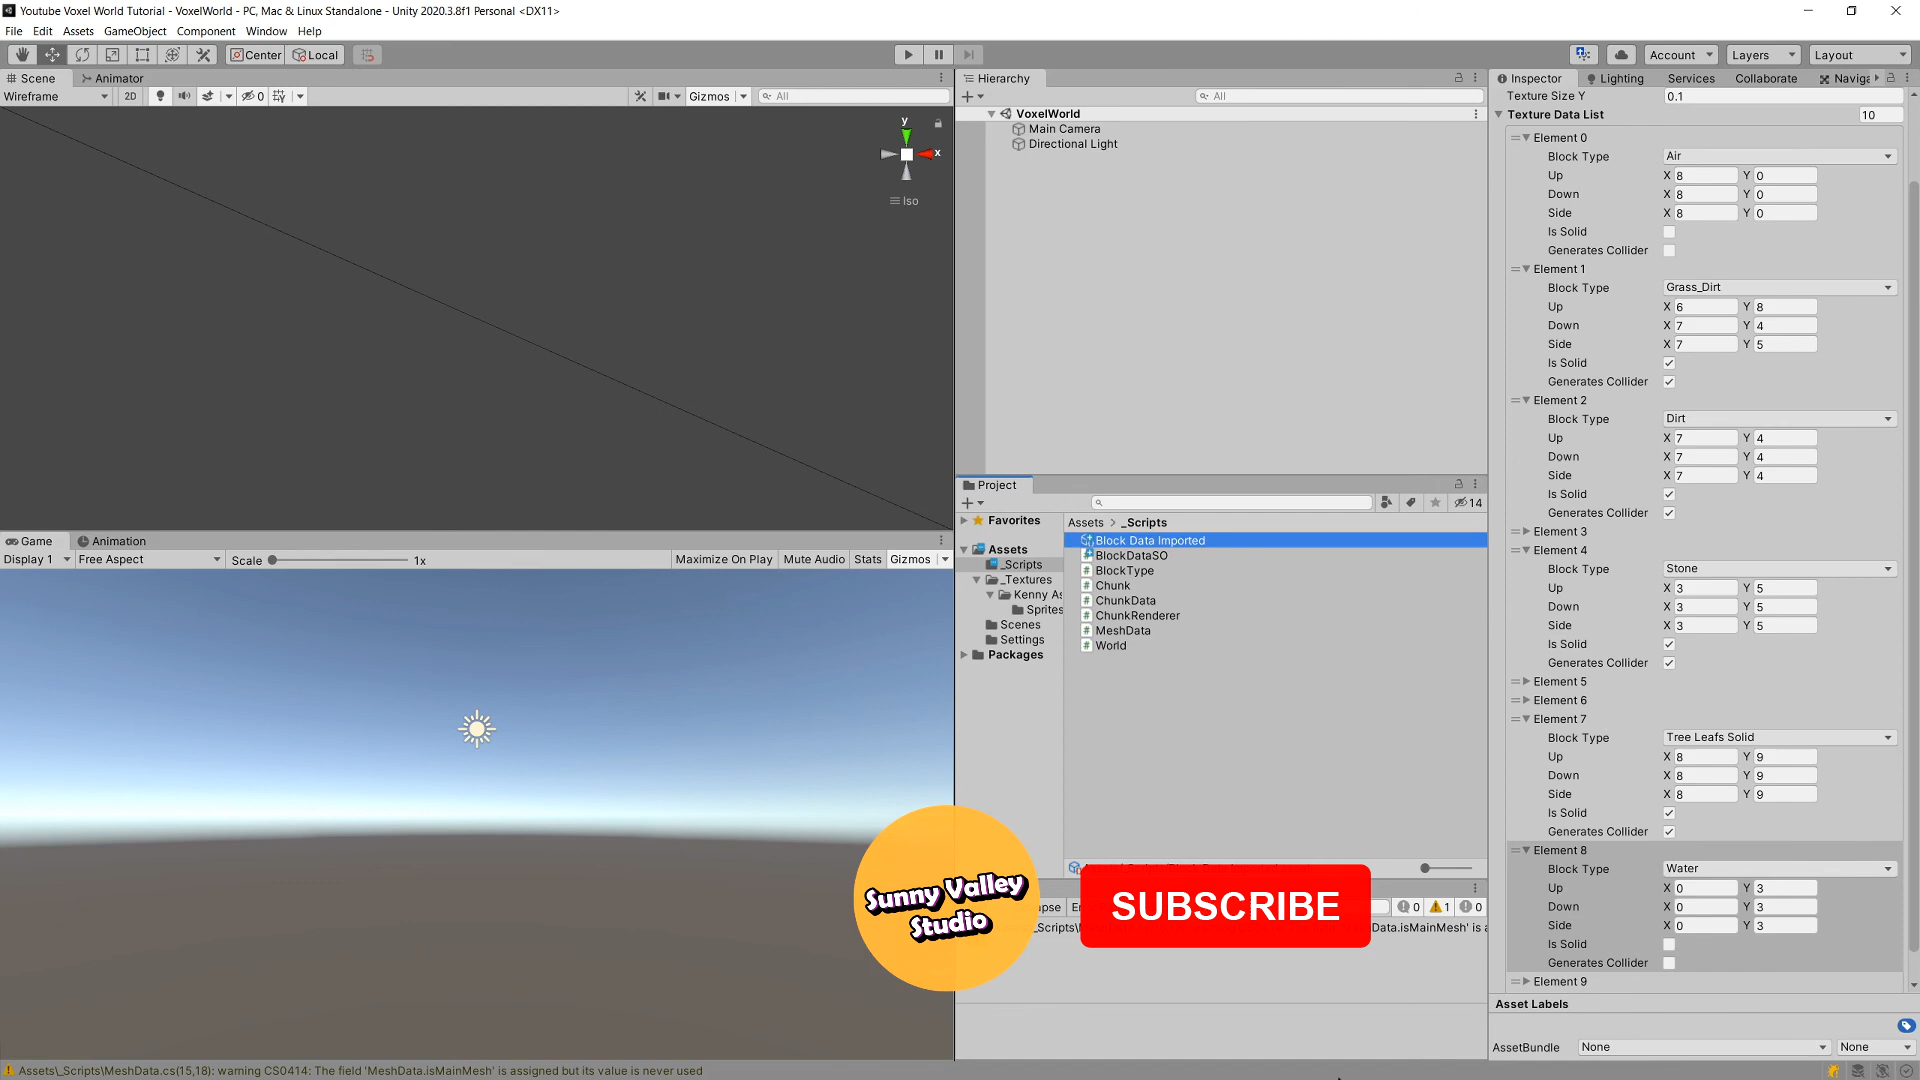 Youtube Voxel World Tutorial - VoxelWorld - PC, Mac & Linux Standalone - Unity 2020.3.8f1 Personal <DX11>
File Edit Assets GameObject Component Window Help
Center Local
Account Layers Layout
Scene Animator
Wireframe 2D 0 Gizmos All
y
x
Iso
Game Animation
Display 1 Free Aspect Scale 1x Maximize On Play Mute Audio Stats Gizmos
Hierarchy
All
VoxelWorld
Main Camera
Directional Light
Project
14
Favorites
Assets
_Scripts
_Textures
Kenny As
Sprites
Scenes
Settings
Packages
Assets > _Scripts
Block Data Imported
BlockDataSO
BlockType
Chunk
ChunkData
ChunkRenderer
MeshData
World
0 1 0
Data.isMainMesh' is a
Sunny Valley
Studio
SUBSCRIBE
Inspector Lighting Services Collaborate Naviga
Texture Size Y 0.1
Texture Data List 10
Element 0
Block Type Air
Up X 8 Y 0
Down X 8 Y 0
Side X 8 Y 0
Is Solid
Generates Collider
Element 1
Block Type Grass_Dirt
Up X 6 Y 8
Down X 7 Y 4
Side X 7 Y 5
Is Solid
Generates Collider
Element 2
Block Type Dirt
Up X 7 Y 4
Down X 7 Y 4
Side X 7 Y 4
Is Solid
Generates Collider
Element 3
Element 4
Block Type Stone
Up X 3 Y 5
Down X 3 Y 5
Side X 3 Y 5
Is Solid
Generates Collider
Element 5
Element 6
Element 7
Block Type Tree Leafs Solid
Up X 8 Y 9
Down X 8 Y 9
Side X 8 Y 9
Is Solid
Generates Collider
Element 8
Block Type Water
Up X 0 Y 3
Down X 0 Y 3
Side X 0 Y 3
Is Solid
Generates Collider
Element 9
Asset Labels
AssetBundle None None
Assets\_Scripts\MeshData.cs(15,18): warning CS0414: The field 'MeshData.isMainMesh' is assigned but its value is never used